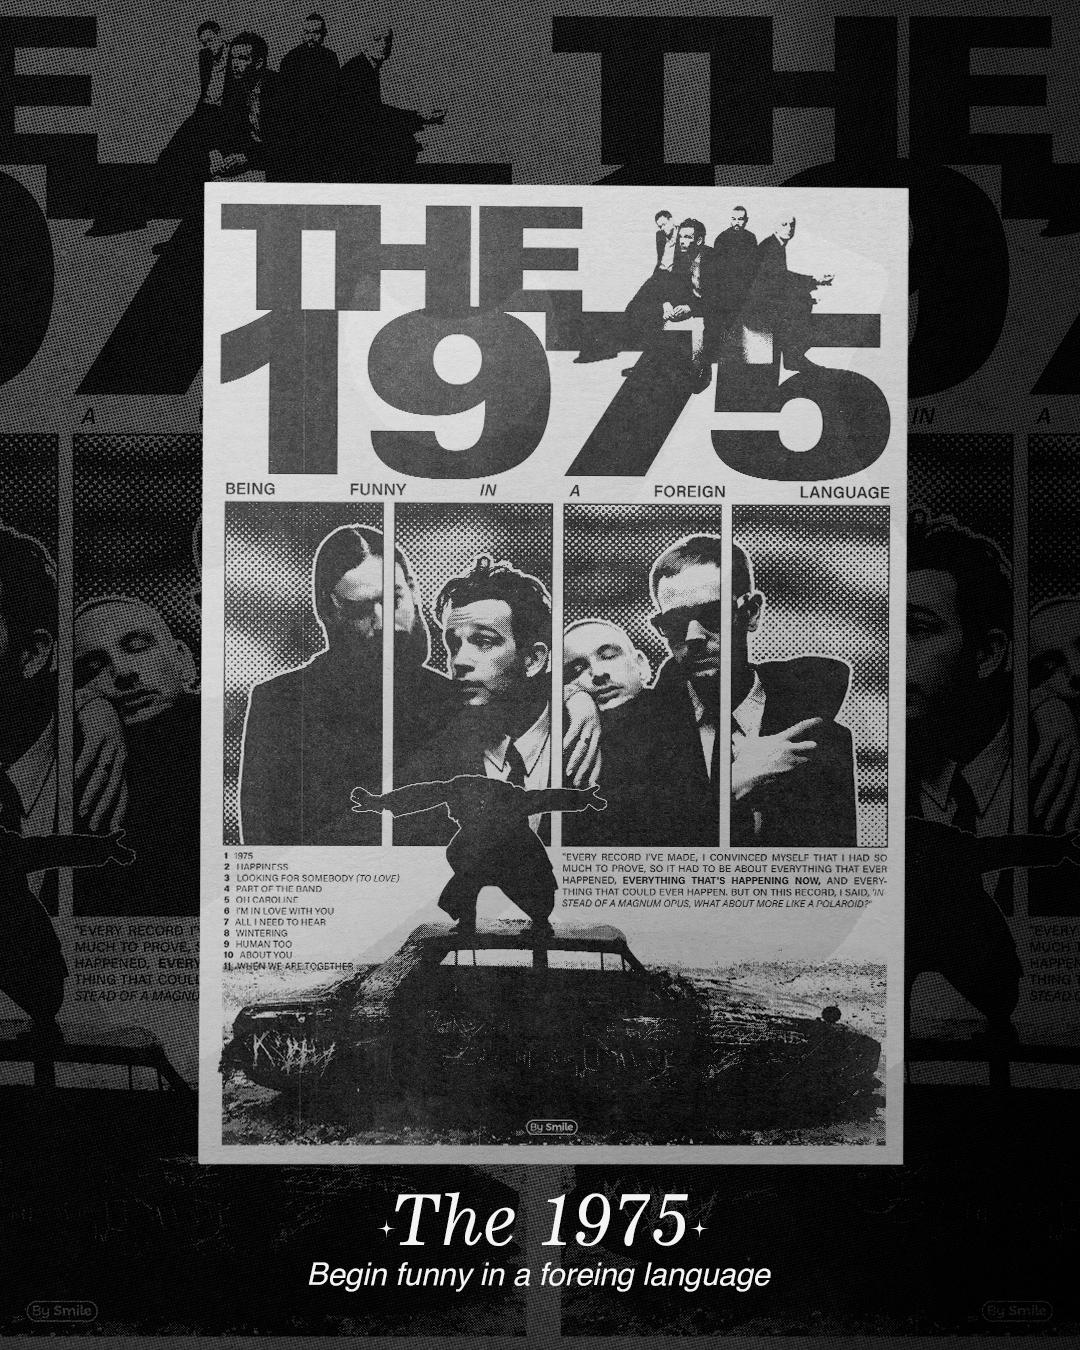 THE
1975
BEING FUNNY IN A FOREIGN LANGUAGE
1 1975
2 HAPPINESS
3 LOOKING FOR SOMEBODY (TO LOVE)
4 PART OF THE BAND
5 OH CAROLINE
6 I'M IN LOVE WITH YOU
7 ALL I NEED TO HEAR
8 WINTERING
9 HUMAN TOO
10 ABOUT YOU
11 WHEN WE ARE TOGETHER
"EVERY RECORD I'VE MADE, I CONVINCED MYSELF THAT I HAD SO
MUCH TO PROVE, SO IT HAD TO BE ABOUT EVERYTHING THAT EVER
HAPPENED, EVERYTHING THAT'S HAPPENING NOW, AND EVERY-
THING THAT COULD EVER HAPPEN. BUT ON THIS RECORD, I SAID, 'IN-
STEAD OF A MAGNUM OPUS, WHAT ABOUT MORE LIKE A POLAROID?'"
By Smile
The 1975
Begin funny in a foreing language
By Smile
By Smile